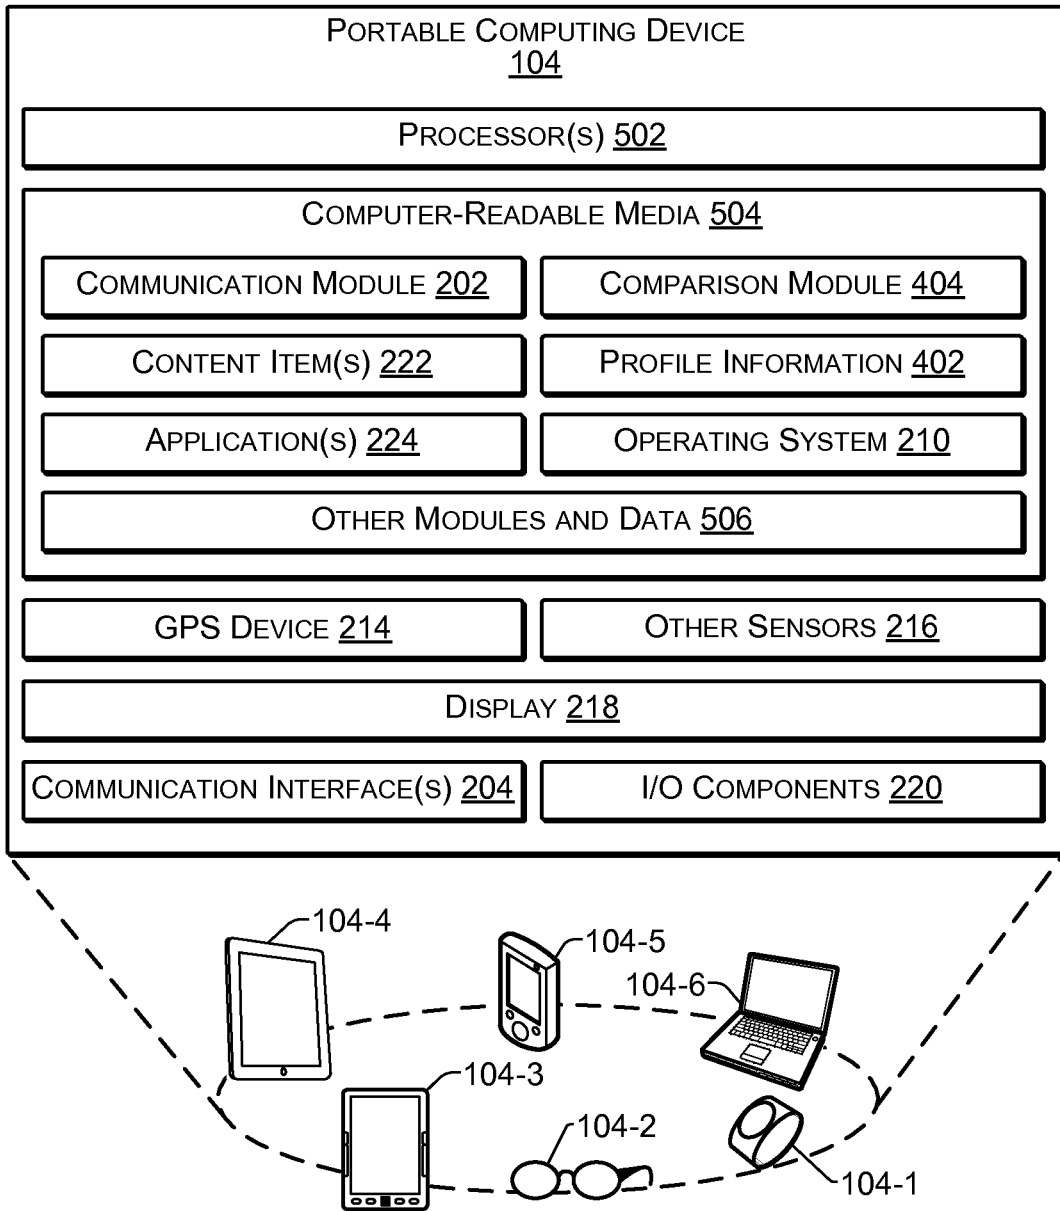 PORTABLE COMPUTING DEVICE
104
PROCESSOR(S) 502
COMPUTER-READABLE MEDIA 504
COMMUNICATION MODULE 202
COMPARISON MODULE 404
CONTENT ITEM(S) 222
PROFILE INFORMATION 402
APPLICATION(S) 224
OPERATING SYSTEM 210
OTHER MODULES AND DATA 506
GPS DEVICE 214
OTHER SENSORS 216
DISPLAY 218
COMMUNICATION INTERFACE(S) 204
I/O COMPONENTS 220
104-4
104-5
104-6
104-3
104-2
104-1